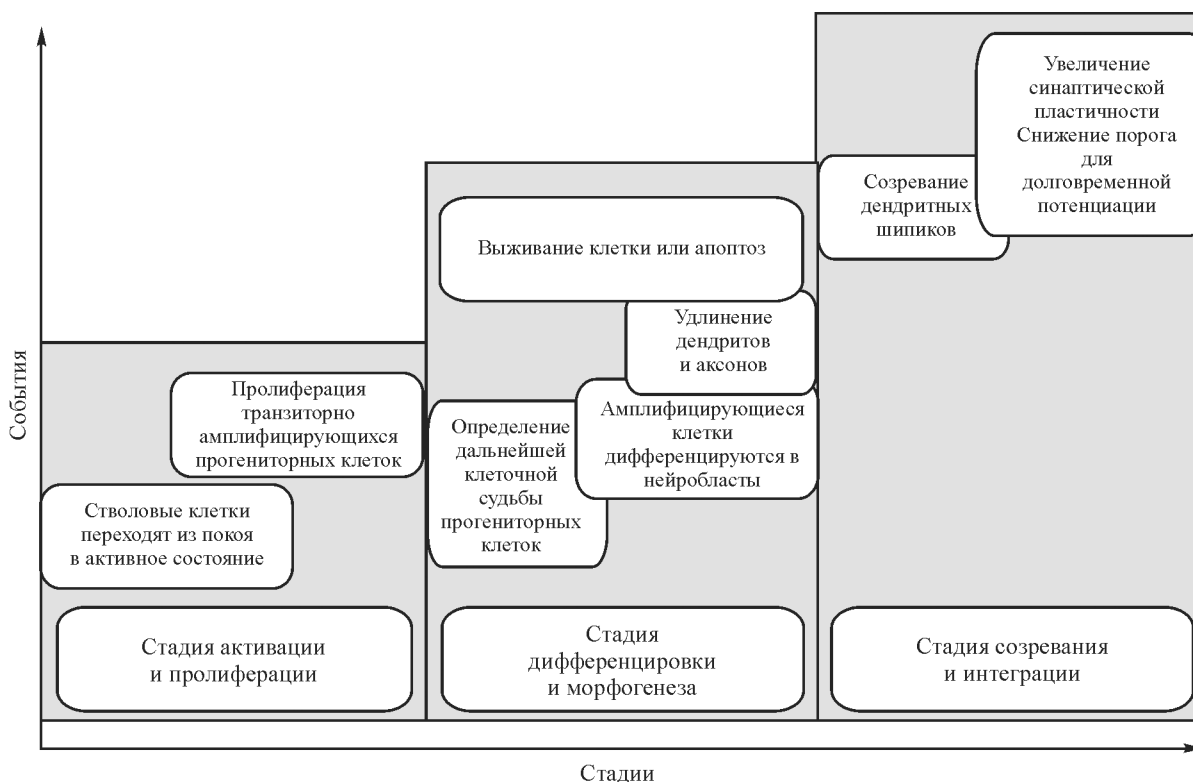 События
Стволовые клетки
переходят из покоя
в активное состояние
Пролиферация
транзиторно
амплифицирующихся
прогениторных клеток
Стадия активации
и пролиферации
Выживание клетки или апоптоз
Удлинение
дендритов
и аксонов
Определение
дальнейшей
клеточной
судьбы
прогениторных
клеток
Амплифицирующиеся
клетки
дифференцируются в
нейробласты
Стадия
дифференцировки
и морфогенеза
Увеличение
синаптической
пластичности
Снижение порога
для
долговременной
потенциации
Созревание
дендритных
шипиков
Стадия созревания
и интеграции
Стадии